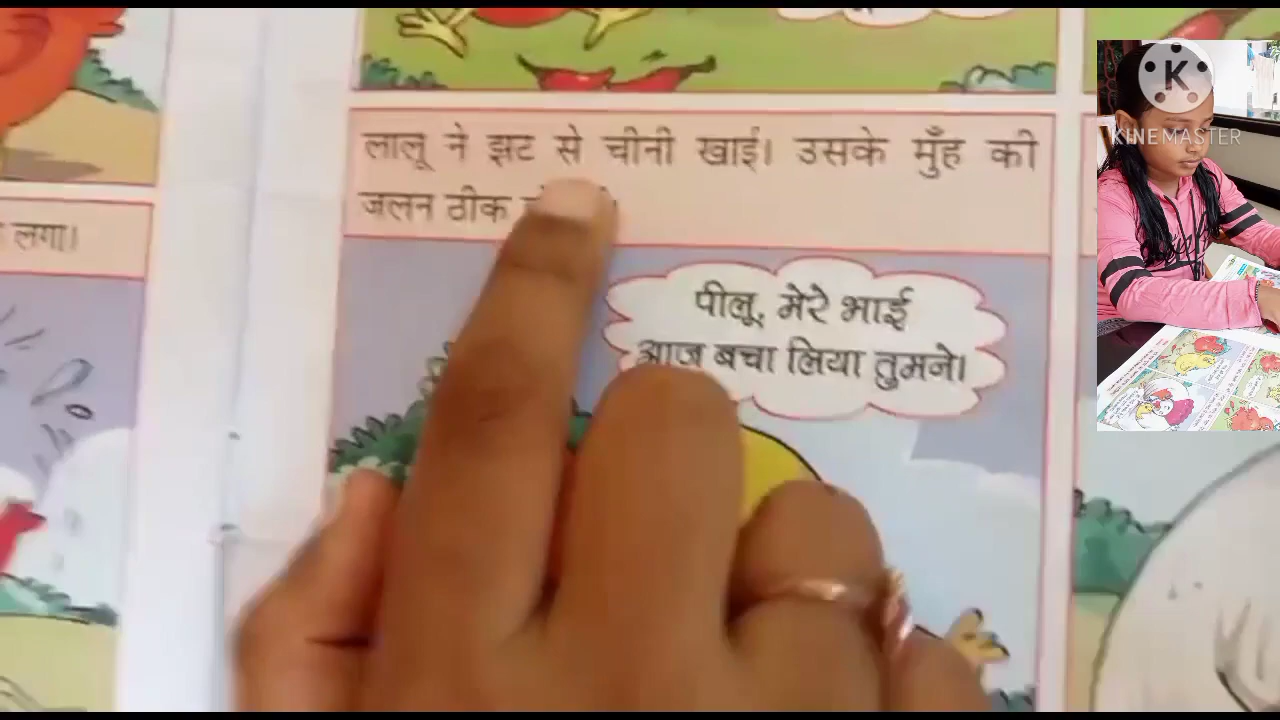 लालू ने झट से चीनी खाई। उसके मुँह की
जलन ठीक
लगा।
पीलू, मेरे भाई
आज बचा लिया तुमने।
K
KINEMASTER